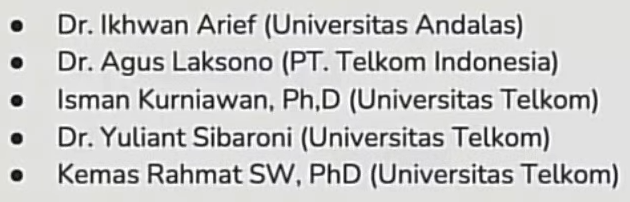 • Dr. Ikhwan Arief (Universitas Andalas)
• Dr. Agus Laksono (PT. Telkom Indonesia)
• Isman Kurniawan, Ph,D (Universitas Telkom)
• Dr. Yuliant Sibaroni (Universitas Telkom)
• Kemas Rahmat SW, PhD (Universitas Telkom)